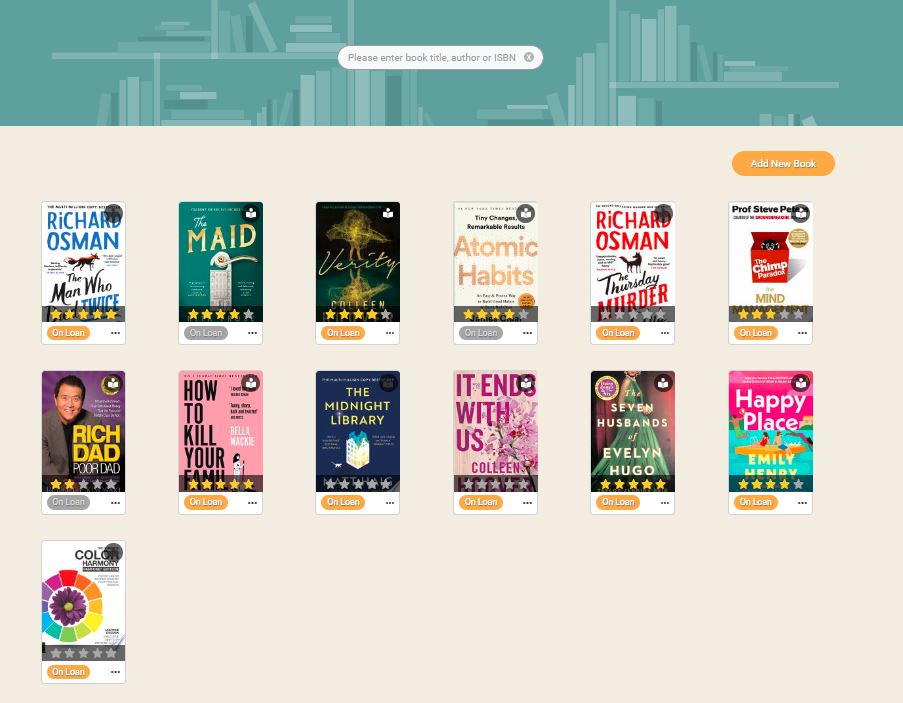 Please enter book title, author or ISBN
Add New Book
RICHARD
OSMAN
The
Man Who
TWICE
On Loan
The
MAID
On Loan
Verity
COLLEEN
On Loan
Tiny Changes,
Remarkable Results
Atomic
Habits
An Easy & Proven Way
to Build Good Habits
On Loan
RICHARD
OSMAN
The
Thursday
MURDER
On Loan
Prof Steve
The
Chimp
Paradox
MIND
MANAGEMENT
On Loan
RICH
DAD
POOR DAD
On Loan
HOW
TO
KILL
YOUR
BELLA
MACKIE
On Loan
THE
MIDNIGHT
LIBRARY
On Loan
IT ENDS
WITH
US
COLLEEN
On Loan
The
SEVEN
HUSBANDS
of
EVELYN
HUGO
On Loan
Happy
Place
EMILY
HENRY
On Loan
COLOR
HARMONY
On Loan